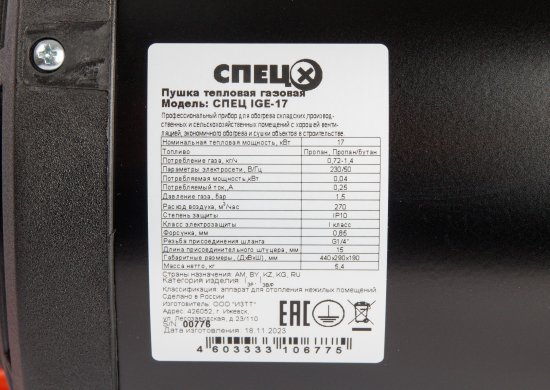 СПЕЦ
Пушка тепловая газовая
Модель: СПЕЦ IGE-17
Профессиональный прибор для обогрева складских, производ-
ственных и сельскохозяйственных помещений с хорошей венти-
ляцией, экономичного обогрева и сушки объектов в строительстве.
Номинальная тепловая мощность, кВт 17
Топливо Пропан, Пропан/бутан
Потребление газа, кг/ч 0,72-1,4
Параметры электросети, В/Гц 230/50
Потребляемая мощность,кВт 0,04
Потребляемый ток,А 0,25
Давление газа, бар 1,5
Расход воздуха, м³/час 270
Степень защиты IP10
Класс электрозащиты I класс
Форсунка, мм 0,85
Резьба присоединения шланга G1/4"
Длина присоединительного штуцера, мм 15
Габаритные размеры, (ДхВхШ), мм 440x290x190
Масса нетто, кг 5,4
Страны назначения: AM, BY, KZ, KG, RU
Категория изделия: I 3P, 3B/P
Классификация: аппарат для отопления нежилых помещений
Сделано в России
Изготовитель: ООО "ИЗТТ"
Адрес: 426052, г. Ижевск,
ул. Лесозаводская, д.23/110
S/N 00776
Дата изготовления: 18.11.2023
EAC
4 603333 106775